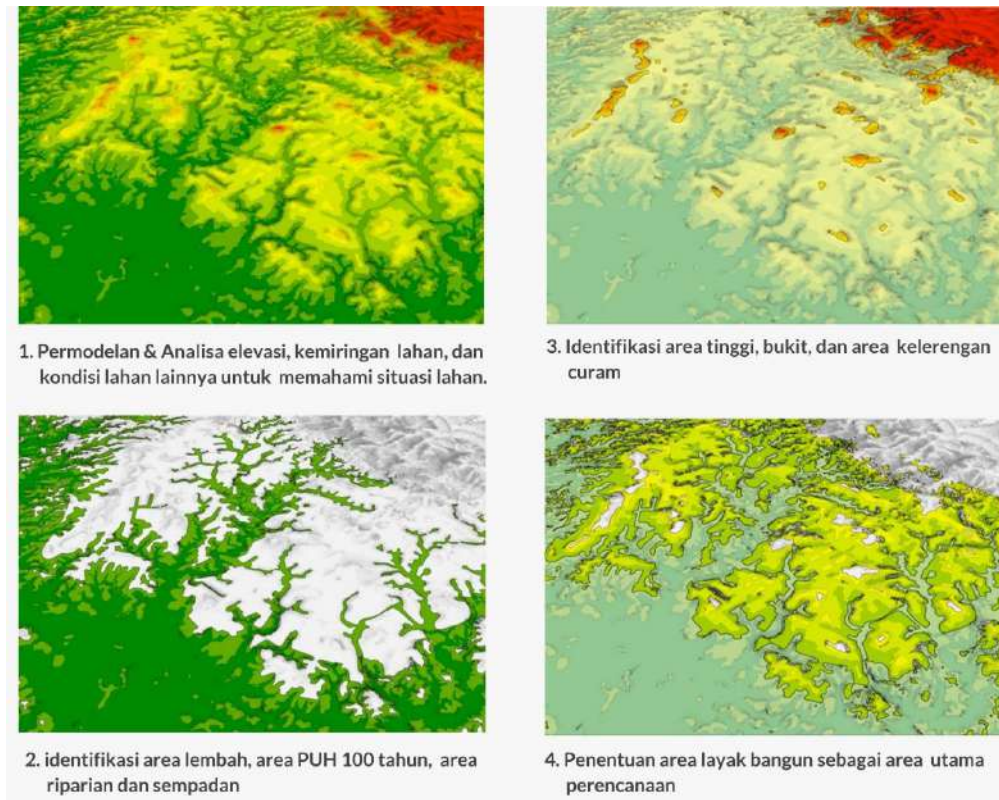 1. Permodelan & Analisa elevasi, kemiringan lahan, dan
kondisi lahan lainnya untuk memahami situasi lahan.
2. identifikasi area lembah, area PUH 100 tahun, area
riparian dan sempadan
3. Identifikasi area tinggi, bukit, dan area kelerengan
curam
4. Penentuan area layak bangun sebagai area utama
perencanaan